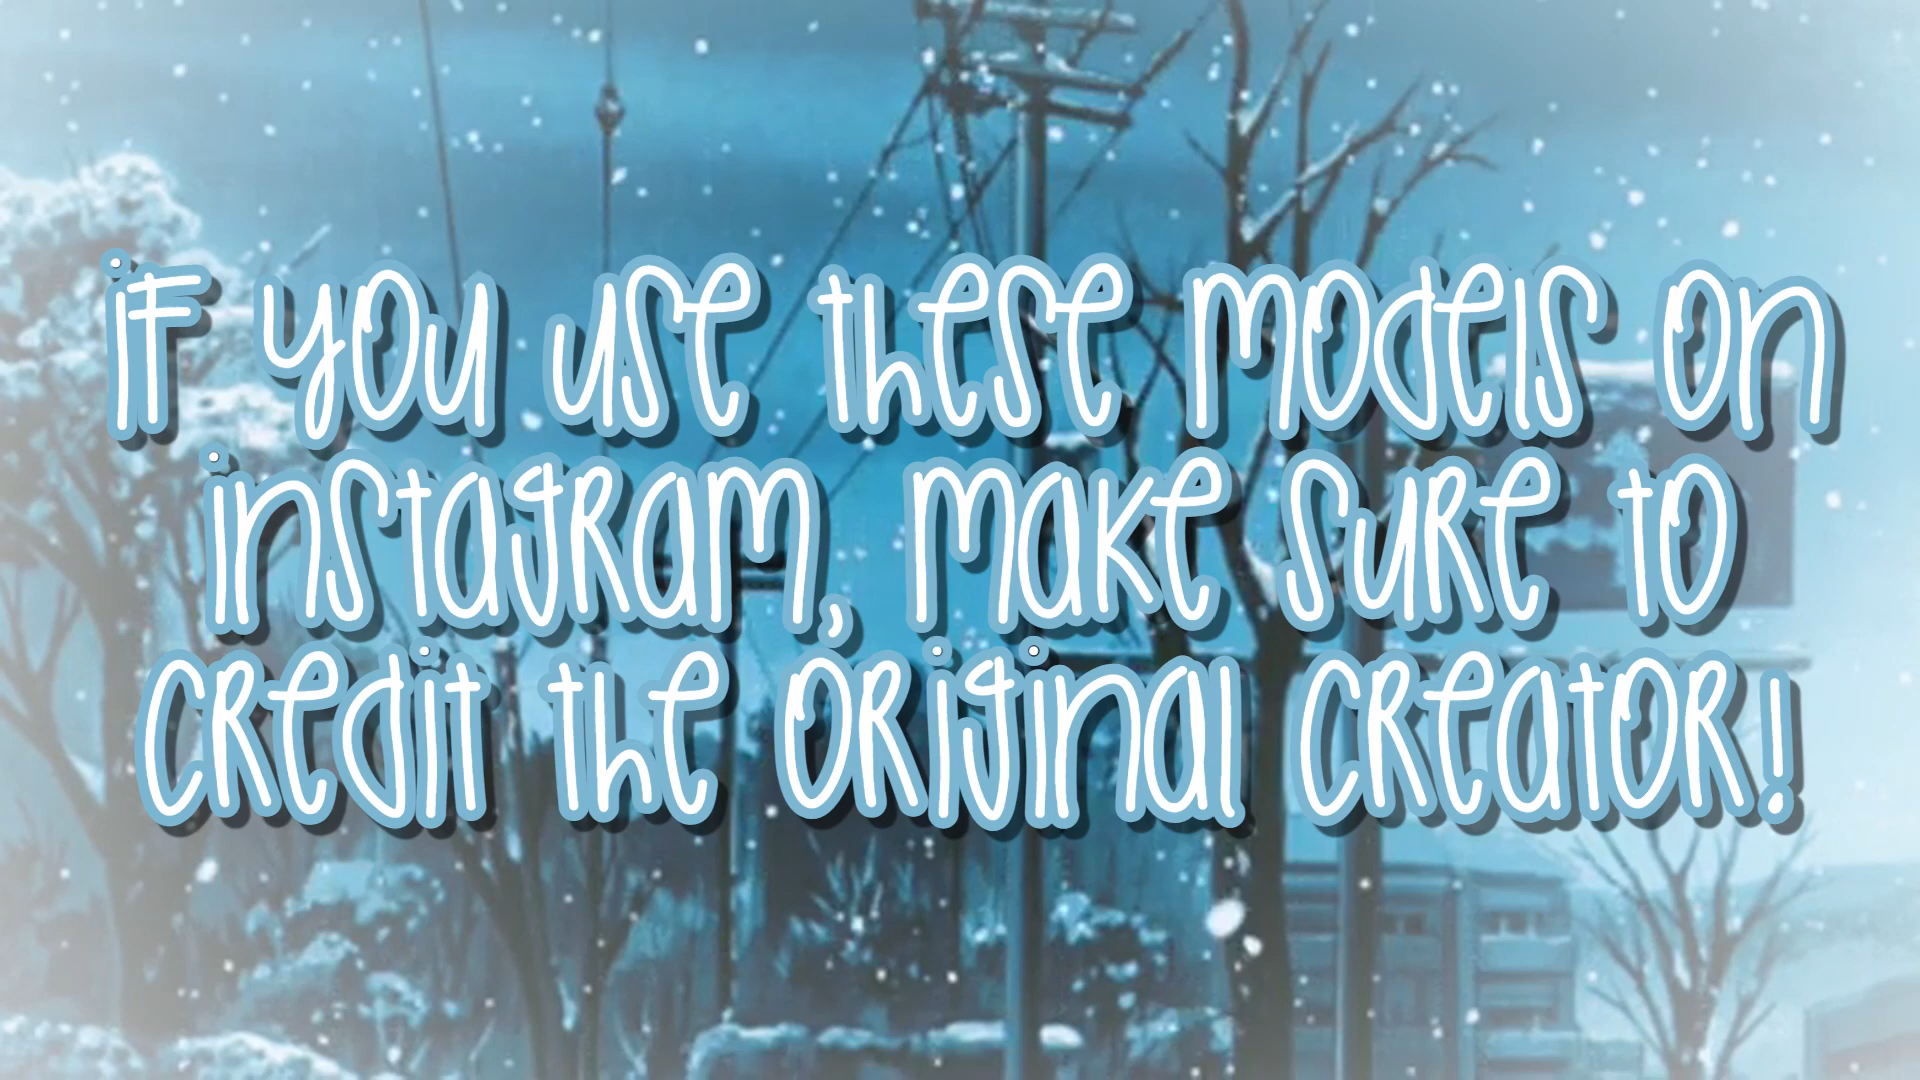 if you use these models on
instagram, make sure to
credit the original creator!